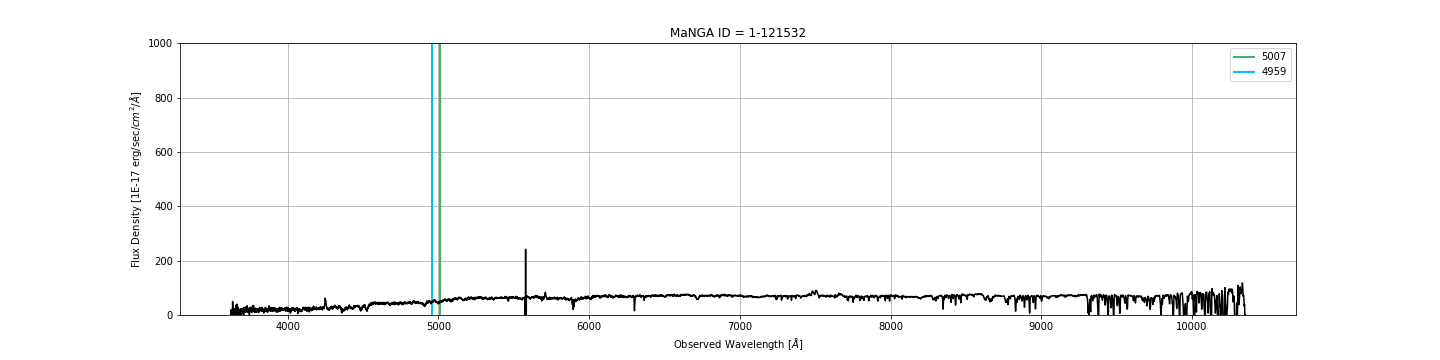 MaNGA ID = 1-121532
1000
800
600
400
200
0
Flux Density [1E-17 erg/sec/cm²/Å]
5007
4959
4000 5000 6000 7000 8000 9000 10000
Observed Wavelength [Å]